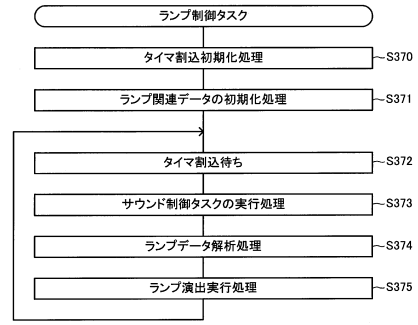 ランプ制御タスク
タイマ割込初期化処理 S370
ランプ関連データの初期化処理 S371
タイマ割込待ち S372
サウンド制御タスクの実行処理 S373
ランプデータ解析処理 S374
ランプ演出実行処理 S375